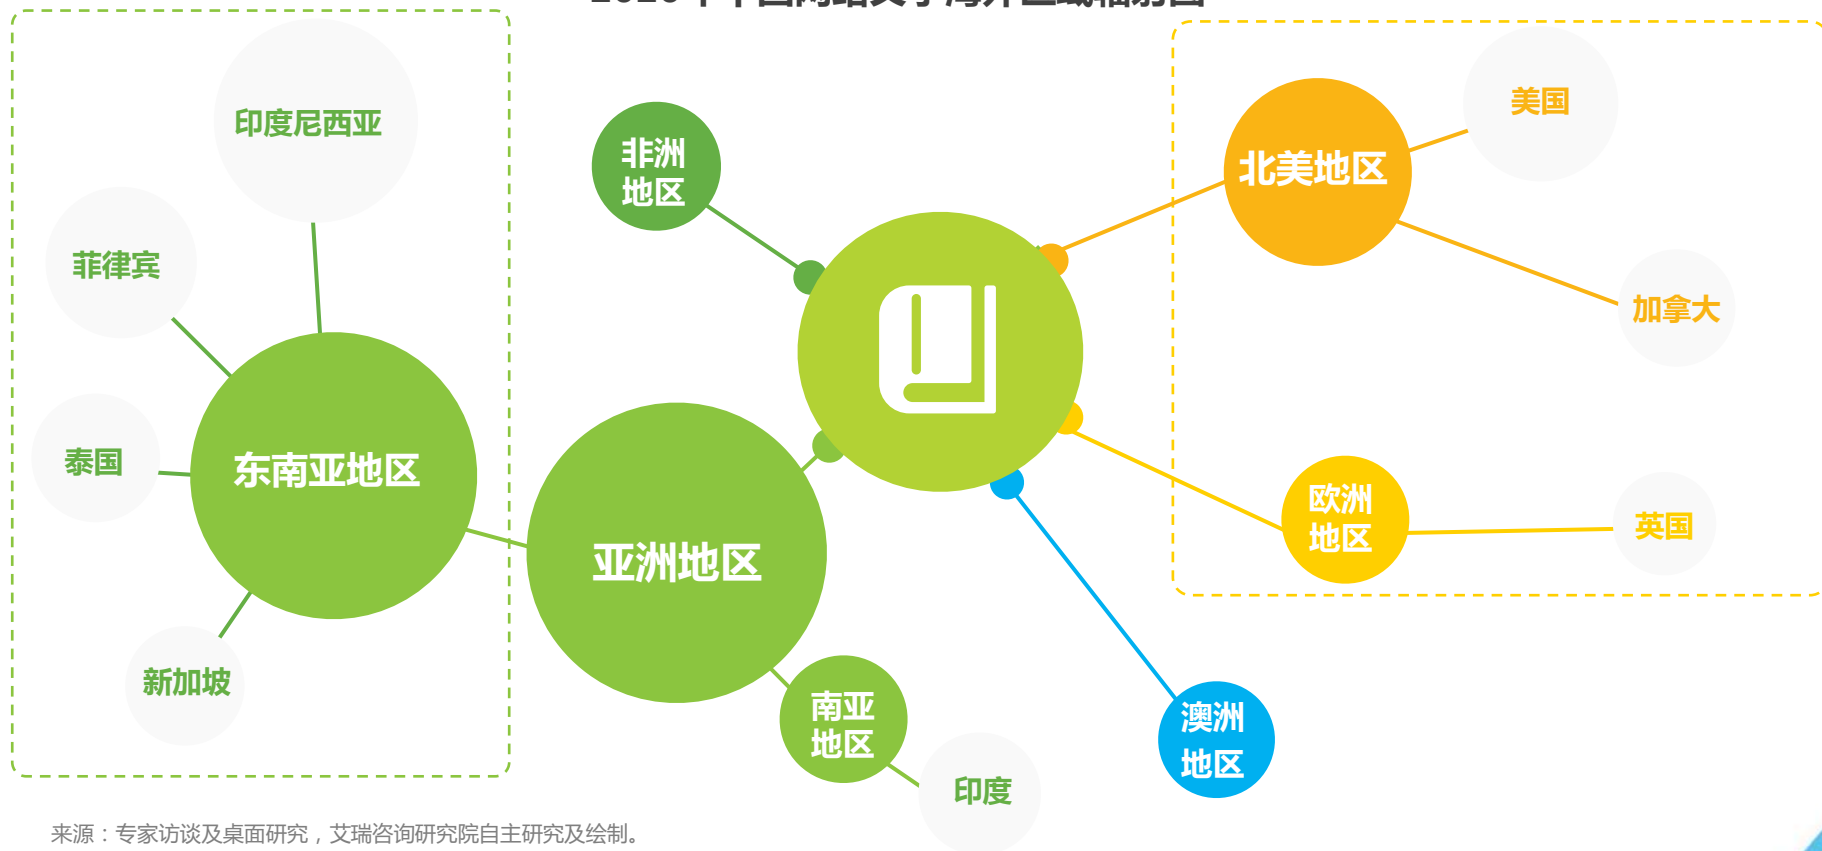 印度尼西亚
菲律宾
泰国
东南亚地区
新加坡
非洲
地区
亚洲地区
南亚
地区
印度
北美地区
美国
加拿大
欧洲
地区
英国
澳洲
地区
来源：专家访谈及桌面研究，艾瑞咨询研究院自主研究及绘制。